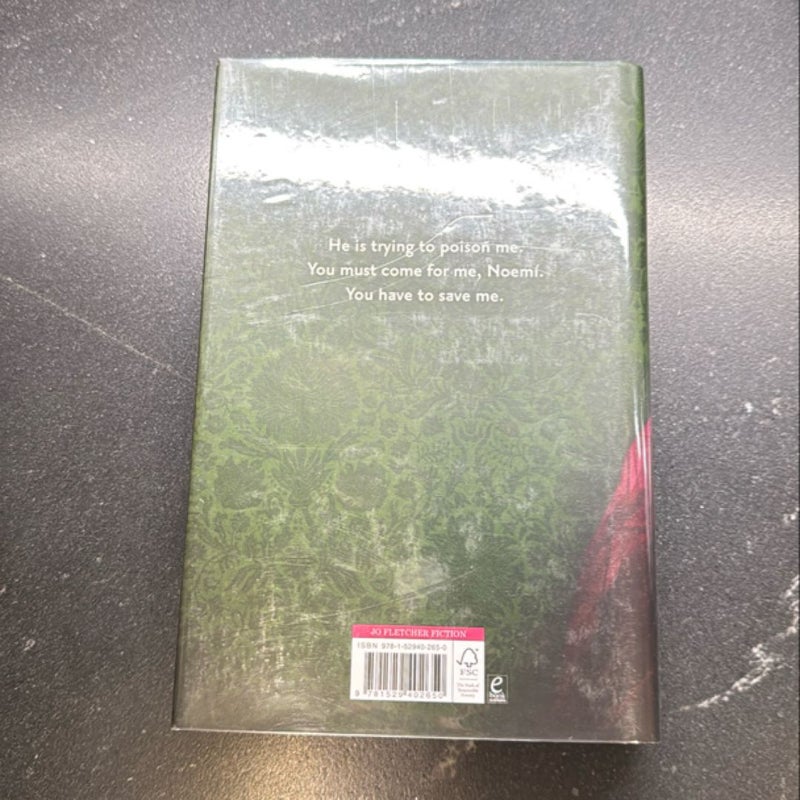 He is trying to poison me.
You must come for me, Noemí.
You have to save me.
JO FLETCHER FICTION
ISBN 978-1-52940-265-0
FSC
9 781529 402650
e